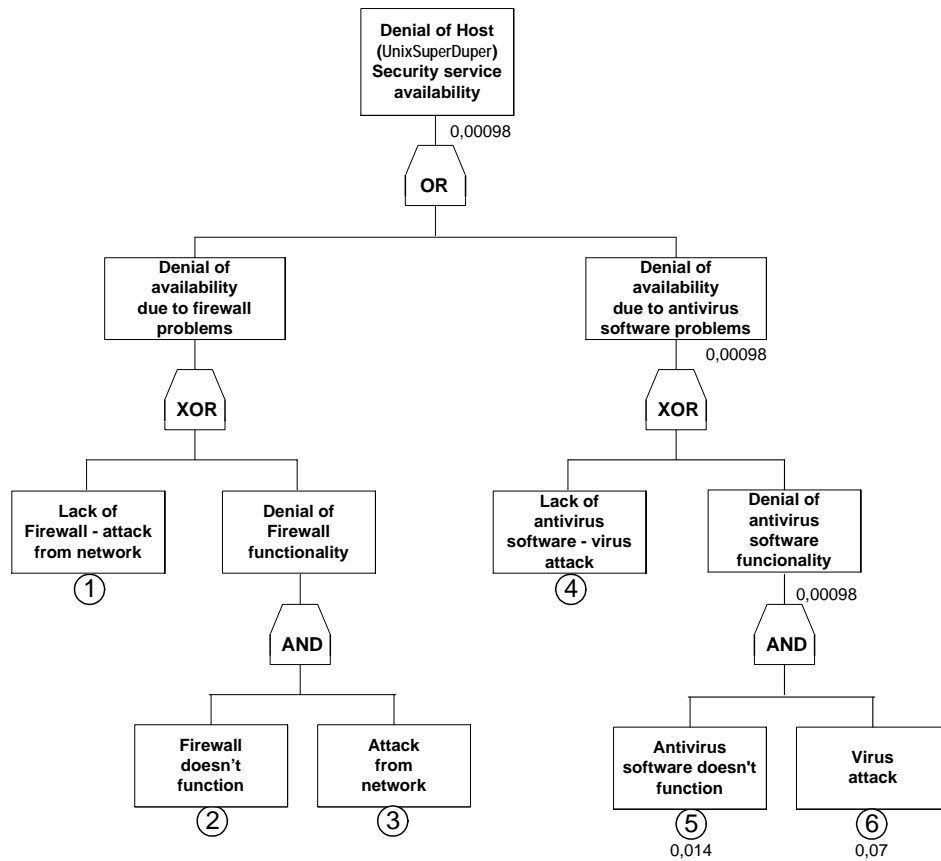 Denial of Host
(UnixSuperDuper)
Security service
availability
0,00098
OR
Denial of
availability
due to firewall
problems
Denial of
availability
due to antivirus
software problems
0,00098
XOR
XOR
Lack of
Firewall - attack
from network
1
Denial of
Firewall
functionality
Lack of
antivirus
software - virus
attack
4
Denial of
antivirus
software
funcionality
0,00098
AND
AND
Firewall
doesn't
function
2
Attack
from
network
3
Antivirus
software doesn't
function
5
0,014
Virus
attack
6
0,07